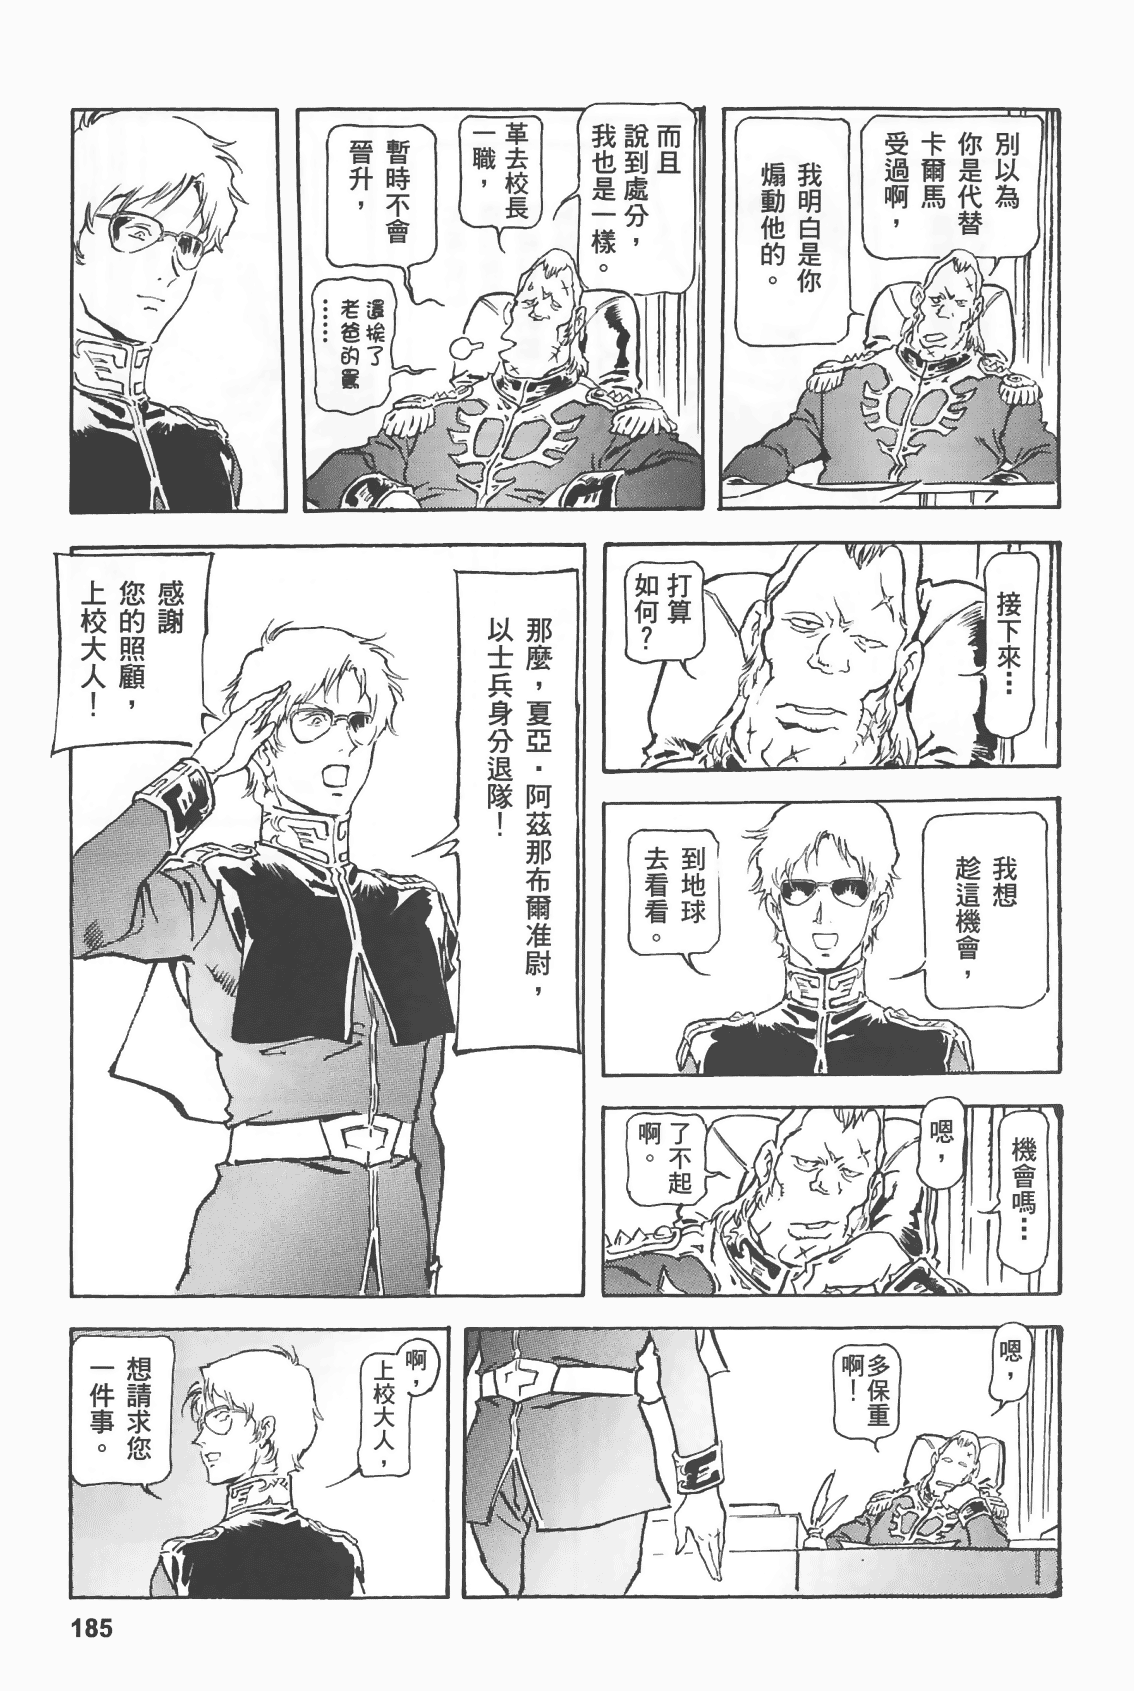 別以為
你是代替
卡爾馬
受過啊，
我明白是你
煽動他的。
而且
說到處分，
我也是一樣。
革去校長
一職，
暫時不會
晉升，
還挨了
老爸的罵
……
接下來…
打算
如何？
我想
趁這機會，
到地球
去看看。
機會嗎…
嗯，
了不起
啊。
那麼，夏亞·阿茲那布爾准尉，
以士兵身分退隊！
感謝
您的照顧，
上校大人！
嗯，
多保重
啊！
啊，
上校大人，
想請求您
一件事。
185